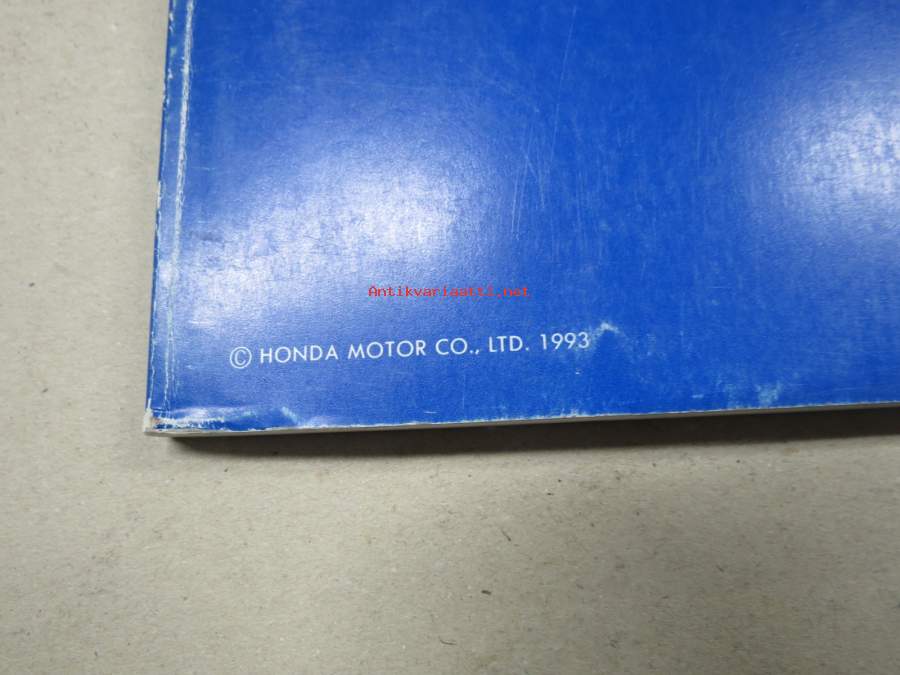 Antikvariaatti.net
© HONDA MOTOR CO., LTD. 1993